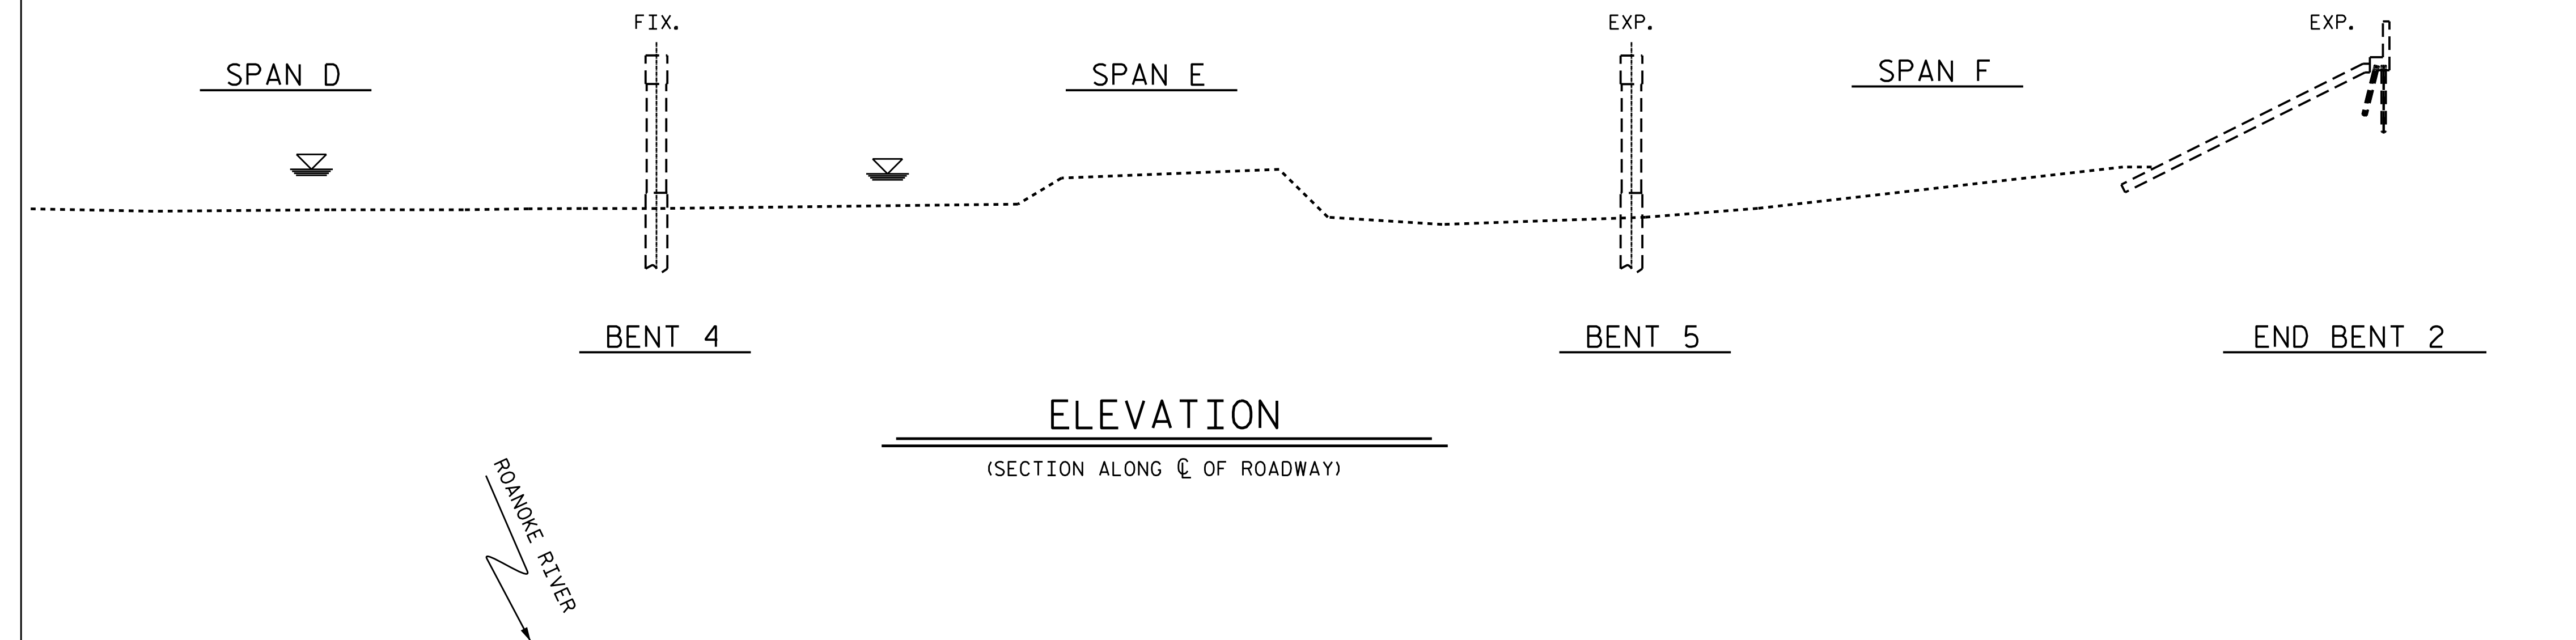 FIX.
EXP.
EXP.
SPAN D
SPAN E
SPAN F
BENT 4
BENT 5
END BENT 2
ELEVATION
(SECTION ALONG ℄ OF ROADWAY)
ROANOKE RIVER